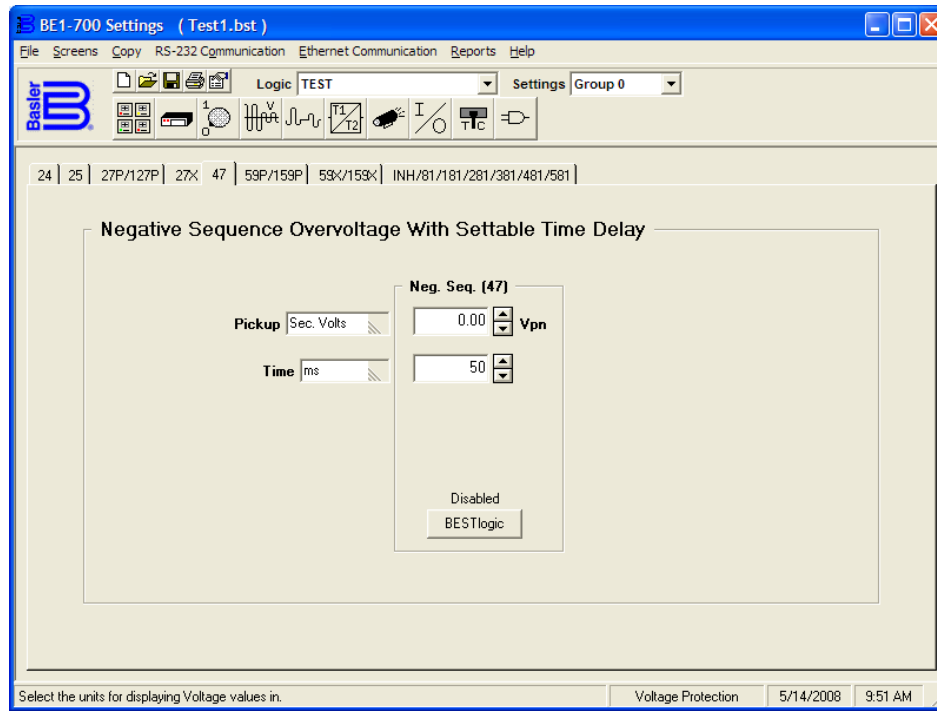 BE1-700 Settings ( Test1.bst )
File Screens Copy RS-232 Communication Ethernet Communication Reports Help
Basler
Logic TEST Settings Group 0
1 0 V T1 T2 I O T C
24 25 27P/127P 27X 47 59P/159P 59X/159X INH/81/181/281/381/481/581
Negative Sequence Overvoltage With Settable Time Delay
Neg. Seq. (47)
Pickup Sec. Volts 0.00 Vpn
Time ms 50
Disabled
BESTlogic
Select the units for displaying Voltage values in. Voltage Protection 5/14/2008 9:51 AM